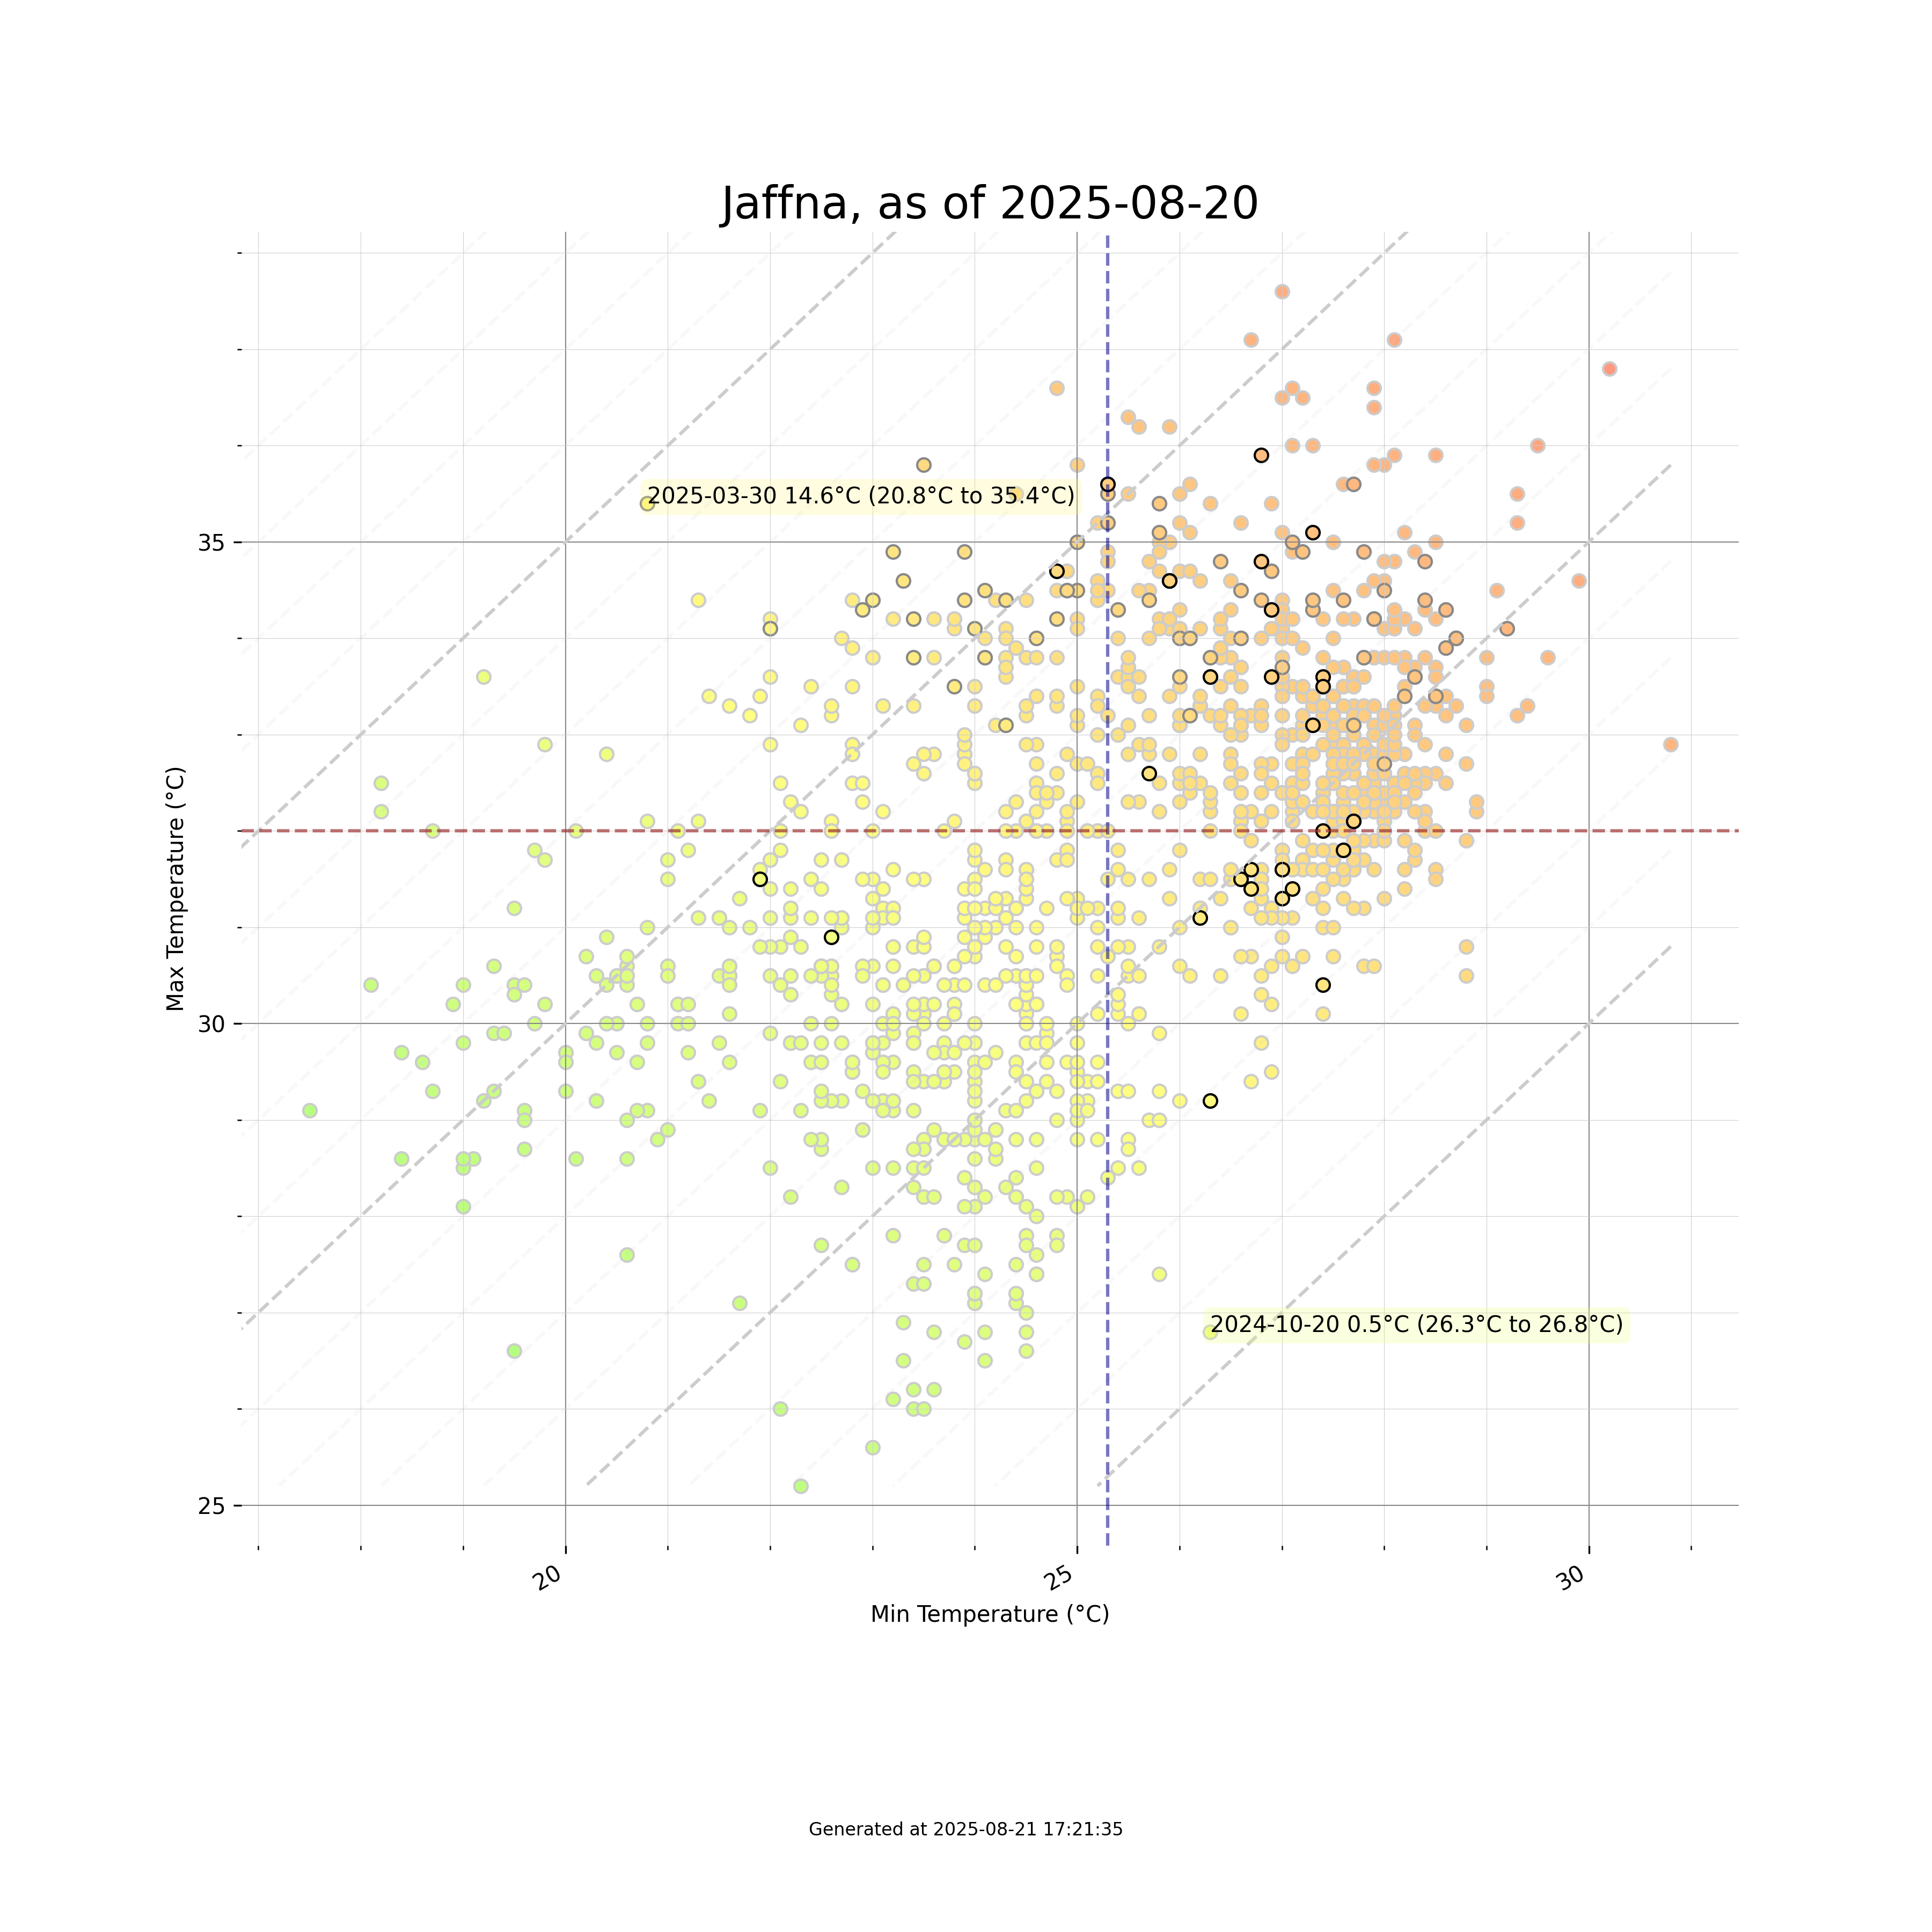 Jaffna, as of 2025-08-20
2025-03-30 14.6°C (20.8°C to 35.4°C)
35
Max Temperature (°C)
30
2024-10-20 0.5°C (26.3°C to 26.8°C)
25
20
25
30
Min Temperature (°C)
Generated at 2025-08-21 17:21:35